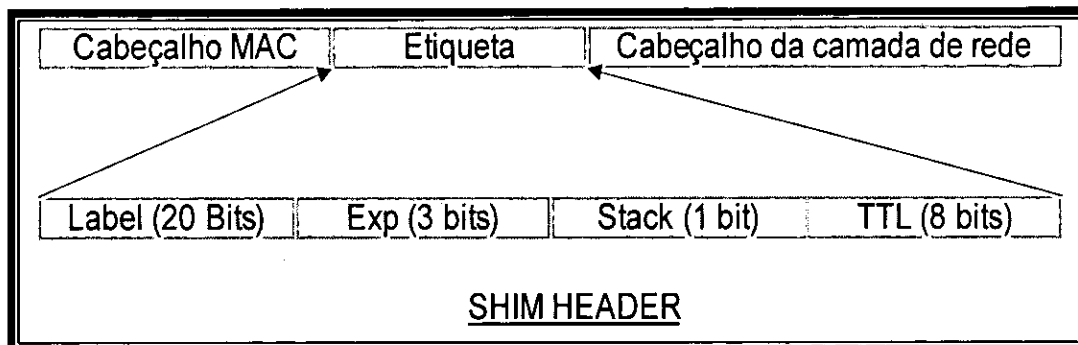 Cabeçalho MAC Etiqueta Cabeçalho da camada de rede
Label (20 Bits) Exp (3 bits) Stack (1 bit) TTL (8 bits)
SHIM HEADER